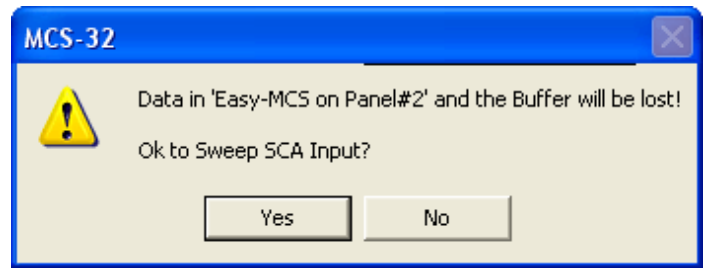 MCS-32
Data in 'Easy-MCS on Panel#2' and the Buffer will be lost!
Ok to Sweep SCA Input?
Yes No